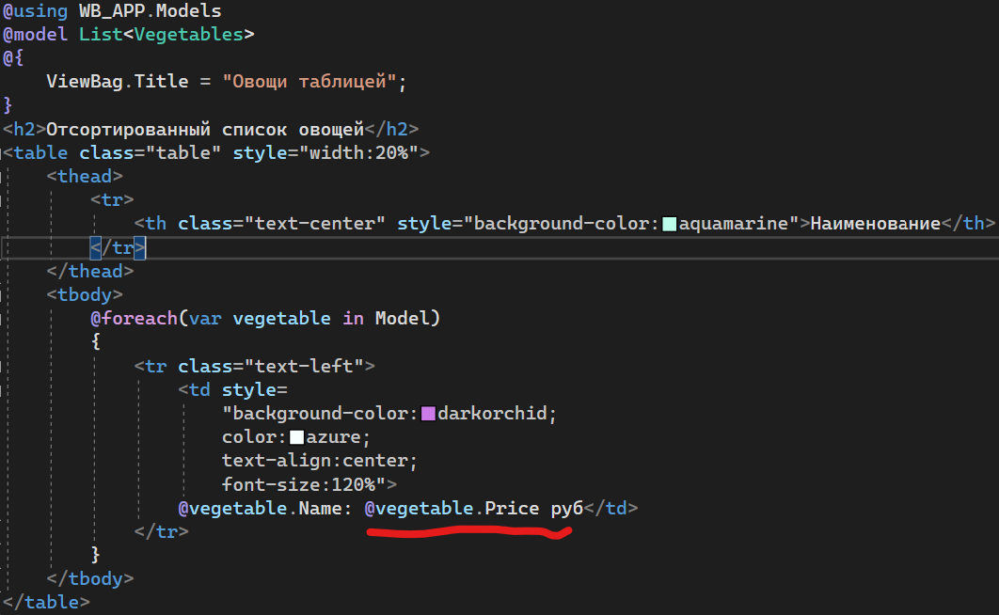 @using WB_APP.Models
@model List<Vegetables>
@{
    ViewBag.Title = "Овощи таблицей";
}
<h2>Отсортированный список овощей</h2>
<table class="table" style="width:20%">
    <thead>
        <tr>
            <th class="text-center" style="background-color:aquamarine">Наименование</th>
        </tr>
    </thead>
    <tbody>
        @foreach(var vegetable in Model)
        {
            <tr class="text-left">
                <td style=
                    "background-color:darkorchid;
                    color:azure;
                    text-align:center;
                    font-size:120%">
                @vegetable.Name: @vegetable.Price руб</td>
            </tr>
        }
    </tbody>
</table>